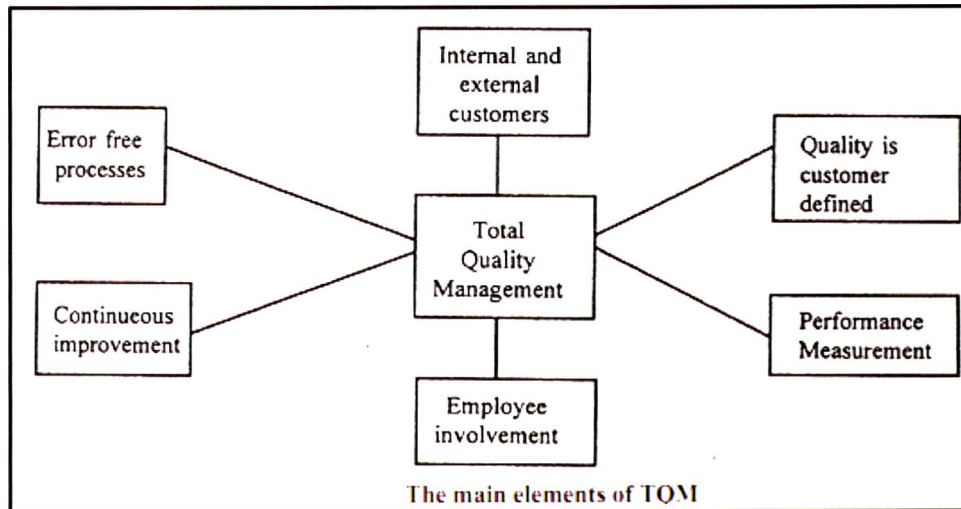 Internal and
external
customers
Error free
processes
Quality is
customer
defined
Total
Quality
Management
Continueous
improvement
Performance
Measurement
Employee
involvement
The main elements of TQM